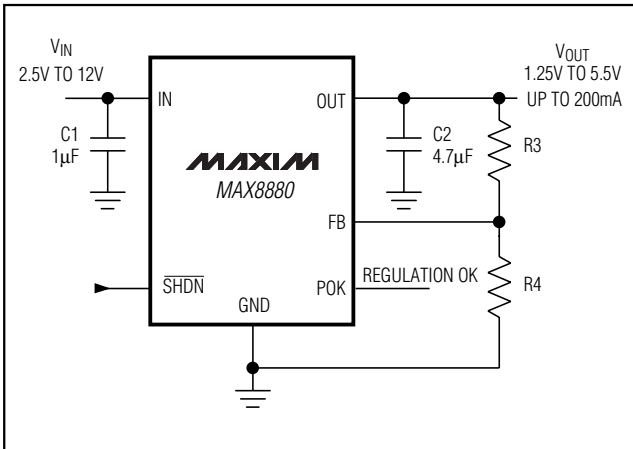 VIN
2.5V TO 12V
VOUT
1.25V TO 5.5V
UP TO 200mA
IN
OUT
C1
1µF
C2
4.7µF
R3
MAXIM
MAX8880
FB
SHDN
POK
REGULATION OK
R4
GND